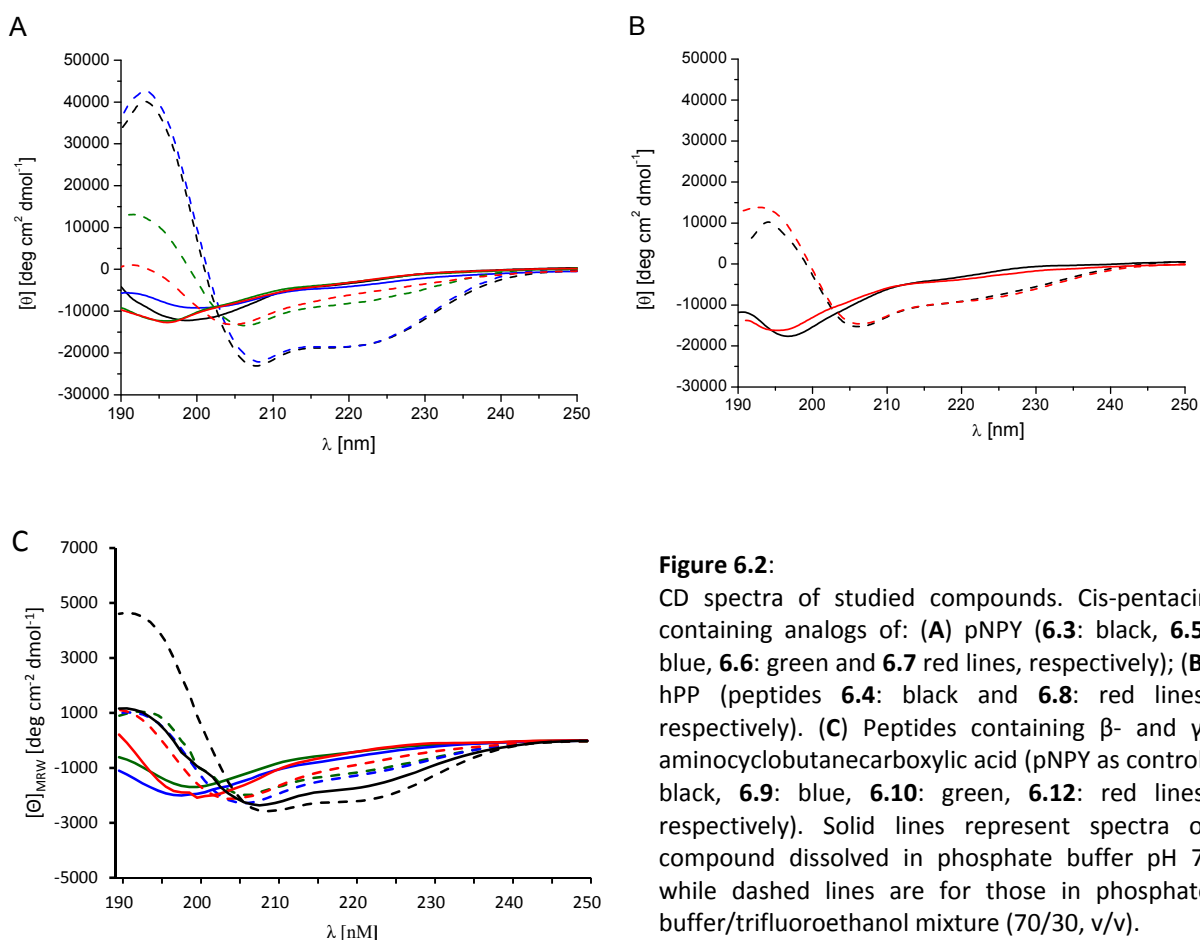 A
50000
40000
30000
20000
10000
0
-10000
-20000
-30000
[θ] [deg cm² dmol⁻¹]
190 200 210 220 230 240 250
λ [nm]
B
50000
40000
30000
20000
10000
0
-10000
-20000
-30000
[θ] [deg cm² dmol⁻¹]
190 200 210 220 230 240 250
λ [nm]
C
7000
5000
3000
1000
-1000
-3000
-5000
[Θ]MRW [deg cm⁻² dmol⁻¹]
190 200 210 220 230 240 250
λ [nM]
Figure 6.2:
CD spectra of studied compounds. Cis-pentacin
containing analogs of: (A) pNPY (6.3: black, 6.5
blue, 6.6: green and 6.7 red lines, respectively); (B
hPP (peptides 6.4: black and 6.8: red lines
respectively). (C) Peptides containing β- and γ
aminocyclobutanecarboxylic acid (pNPY as control
black, 6.9: blue, 6.10: green, 6.12: red lines
respectively). Solid lines represent spectra o
compound dissolved in phosphate buffer pH 7
while dashed lines are for those in phosphate
buffer/trifluoroethanol mixture (70/30, v/v).